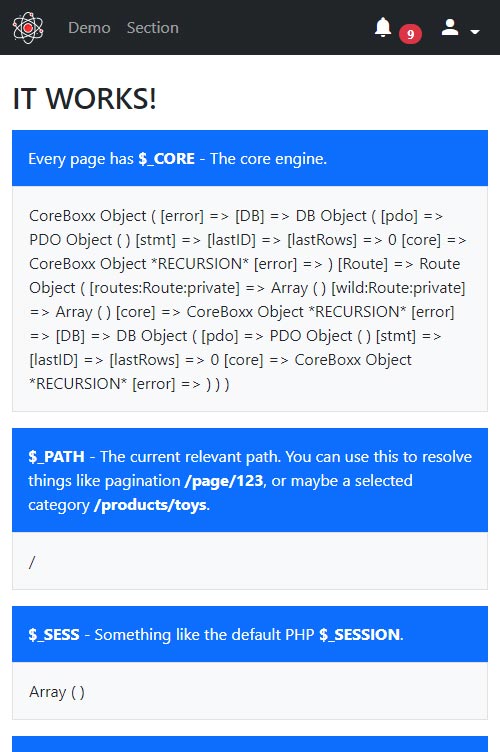 Demo Section 9
IT WORKS!
Every page has $_CORE - The core engine.
CoreBoxx Object ( [error] => [DB] => DB Object ( [pdo] =>
PDO Object ( ) [stmt] => [lastID] => [lastRows] => 0 [core] =>
CoreBoxx Object *RECURSION* [error] => ) [Route] => Route
Object ( [routes:Route:private] => Array ( ) [wild:Route:private]
=> Array ( ) [core] => CoreBoxx Object *RECURSION* [error]
=> [DB] => DB Object ( [pdo] => PDO Object ( ) [stmt] =>
[lastID] => [lastRows] => 0 [core] => CoreBoxx Object
*RECURSION* [error] => ) ) )
$_PATH - The current relevant path. You can use this to resolve
things like pagination /page/123, or maybe a selected
category /products/toys.
/
$_SESS - Something like the default PHP $_SESSION.
Array ( )